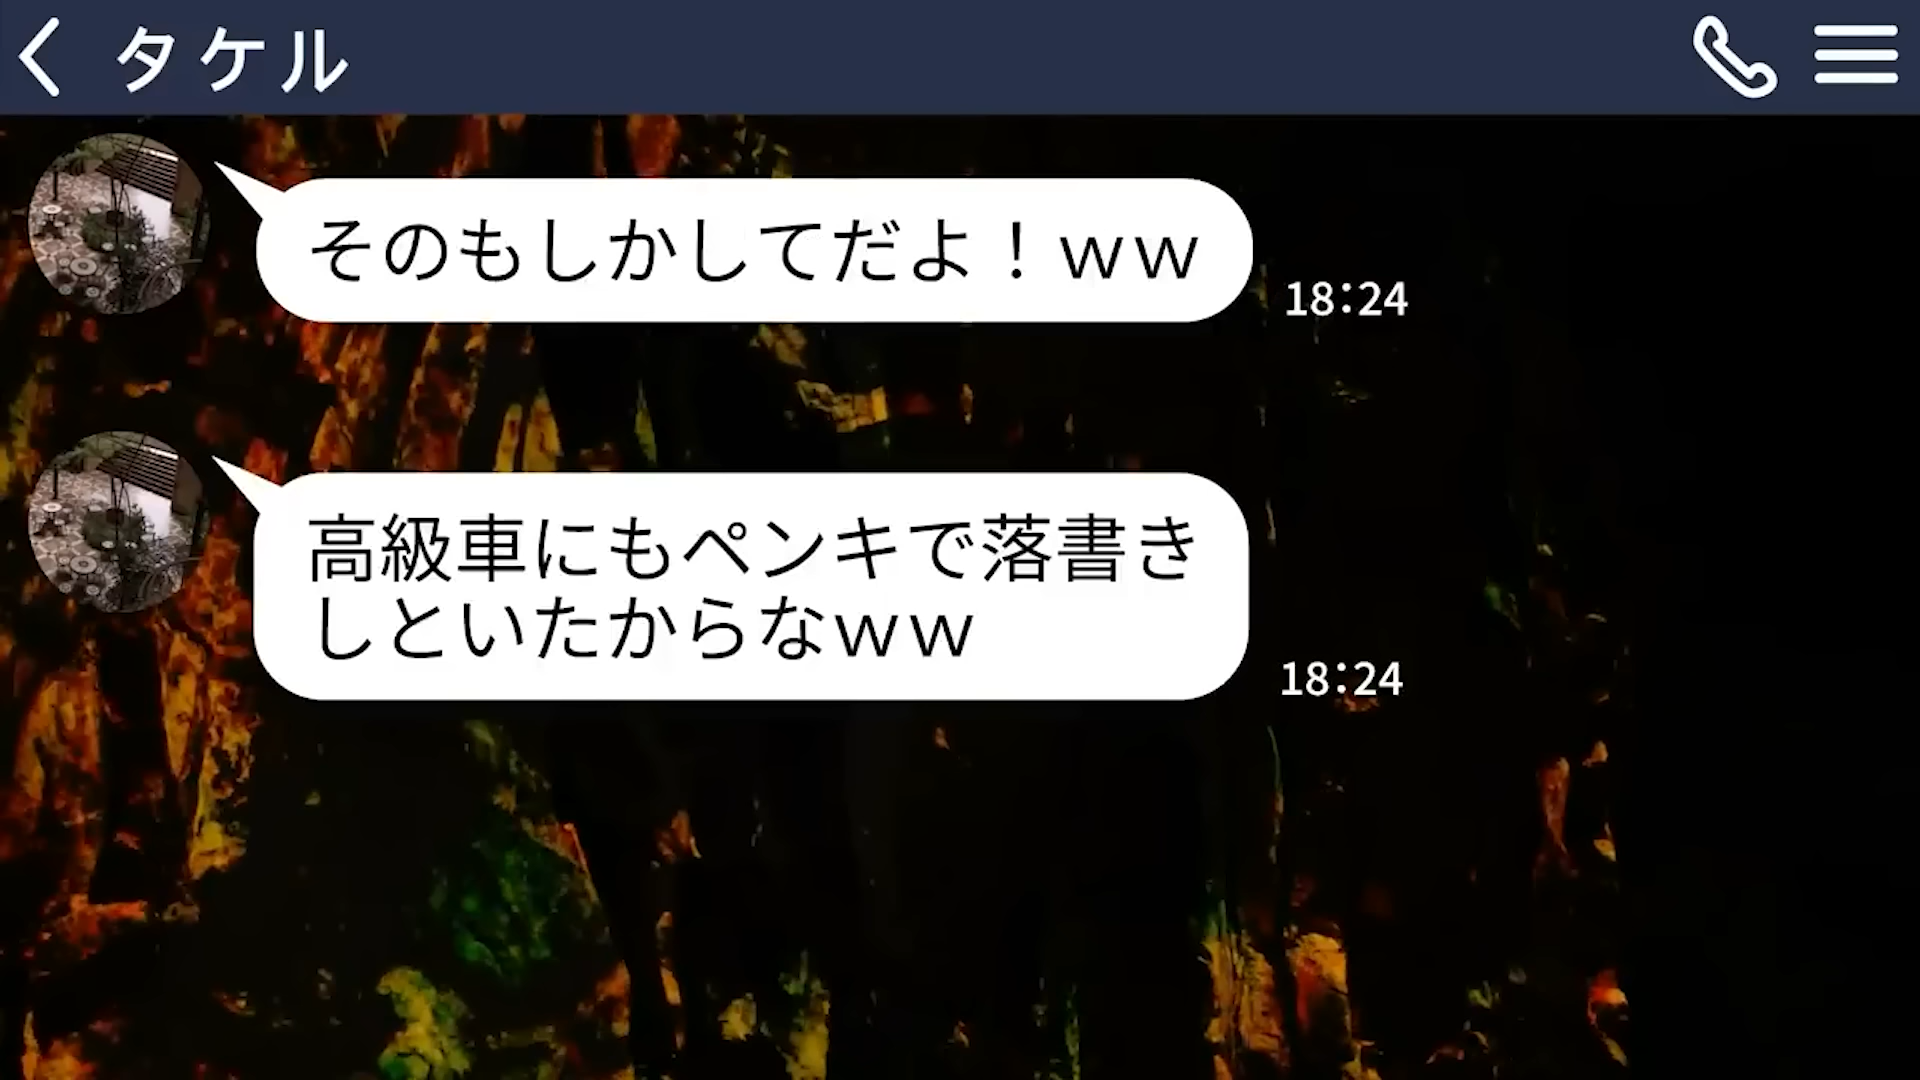 タケル
そのもしかしてだよ！ｗｗ
18:24
高級車にもペンキで落書き
しといたからなｗｗ
18:24